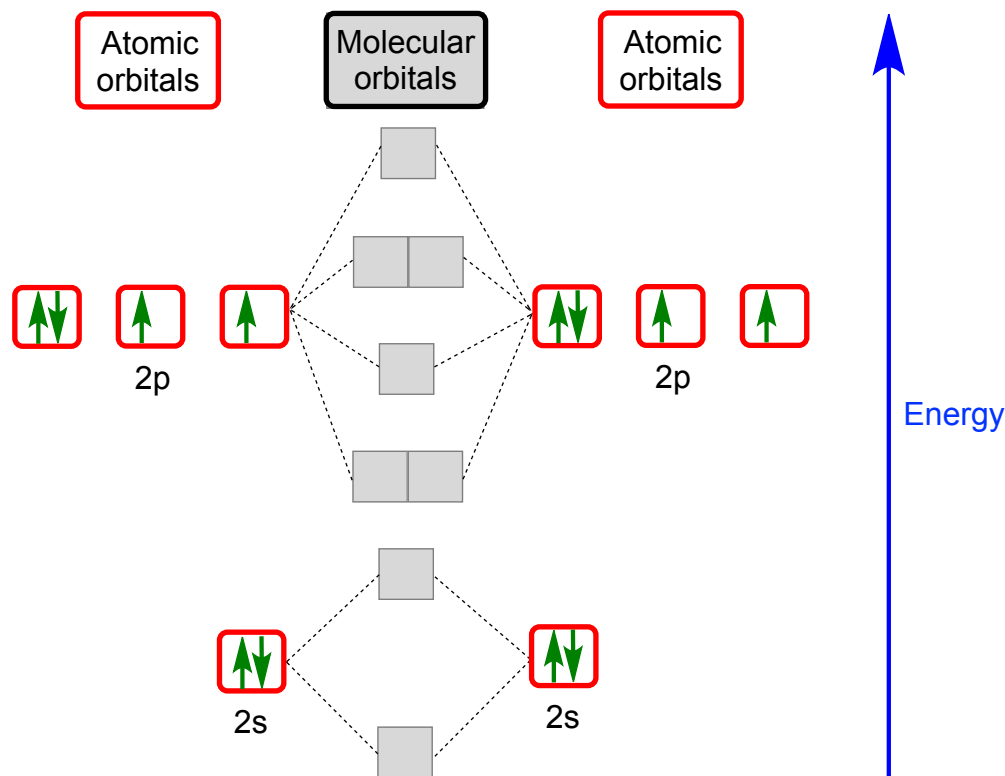 Atomic
orbitals
Molecular
orbitals
Atomic
orbitals
2p
2p
Energy
2s
2s